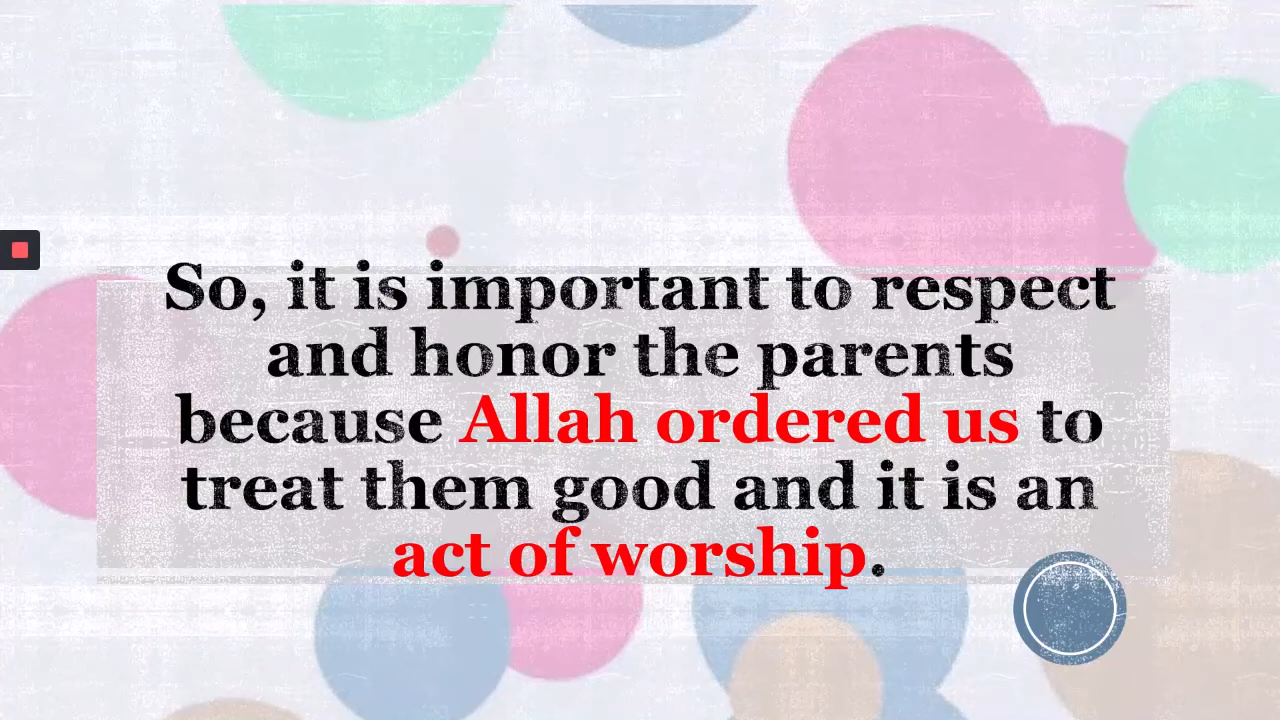 So, it is important to respect
and honor the parents
because Allah ordered us to
treat them good and it is an
act of worship.